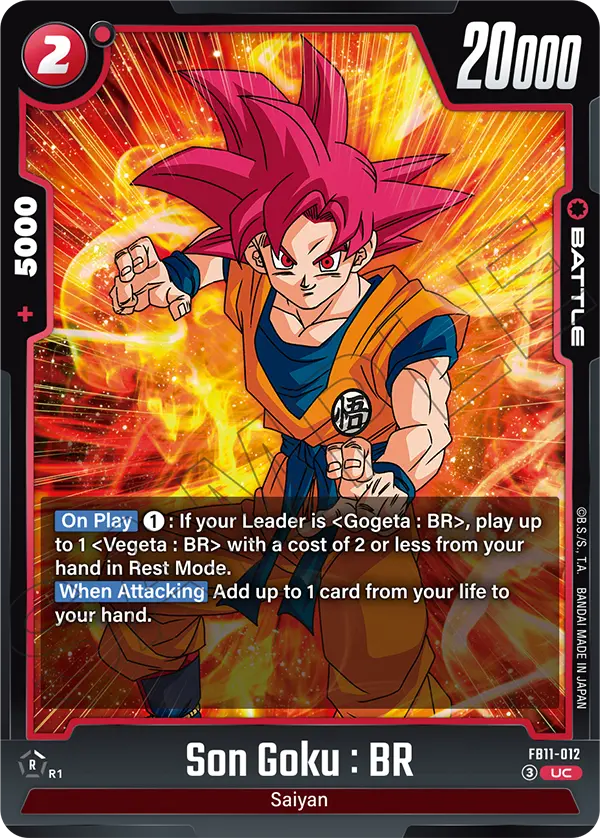 2
20000
+ 5000
BATTLE
悟
On Play 1 : If your Leader is <Gogeta : BR>, play up
to 1 <Vegeta : BR> with a cost of 2 or less from your
hand in Rest Mode.
When Attacking Add up to 1 card from your life to
your hand.
©B.S./S., T.A. BANDAI MADE IN JAPAN
SAMPLE
R R1
Son Goku : BR
FB11-012
3 UC
Saiyan